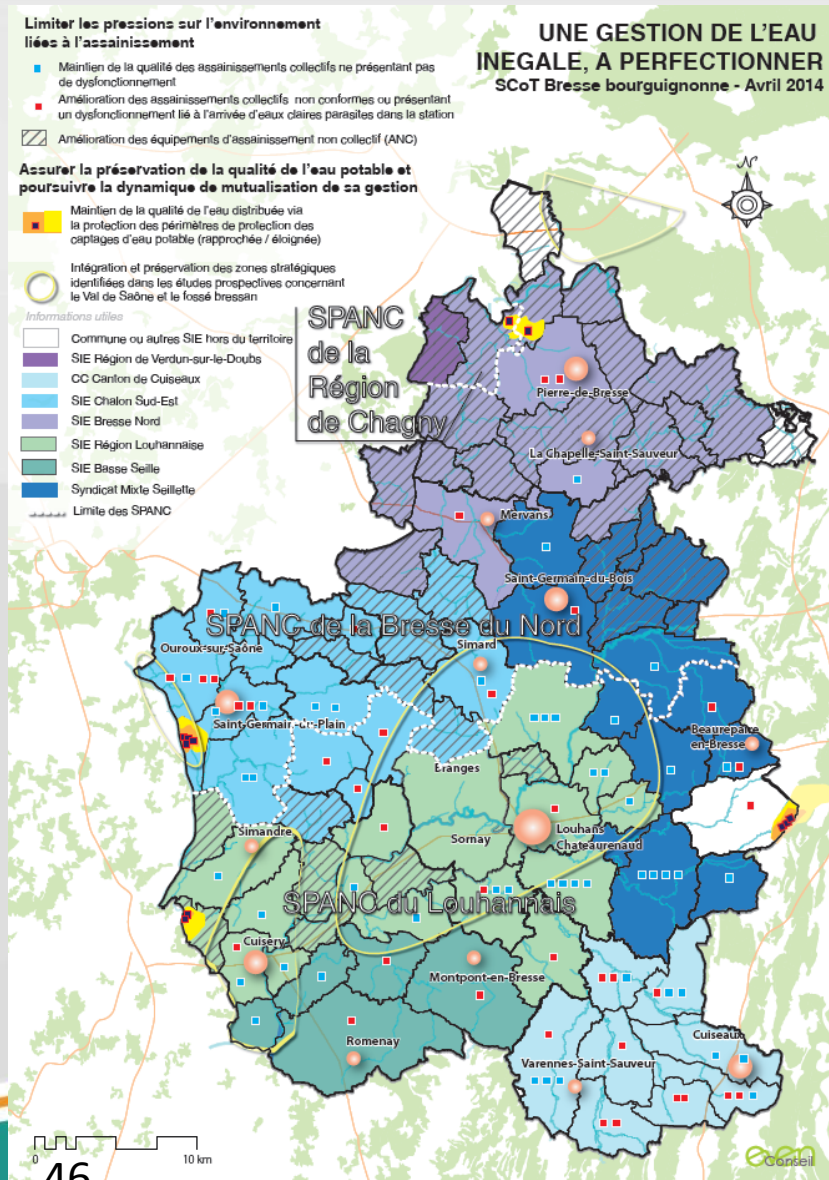 Limiter les pressions sur l'environnement
liées à l'assainissement
Maintien de la qualité des assainissements collectifs ne présentant pas
de dysfonctionnement
Amélioration des assainissements collectifs non conformes ou présentant
un dysfonctionnement lié à l'arrivée d'eaux claires parasites dans la station
Amélioration des équipements d'assainissement non collectif (ANC)
Assurer la préservation de la qualité de l'eau potable et
poursuivre la dynamique de mutualisation de sa gestion
Maintien de la qualité de l'eau distribuée via
la protection des périmètres de protection des
captages d'eau potable (rapprochée / éloignée)
Intégration et préservation des zones stratégiques
identifiées dans les études prospectives concernant
le Val de Saône et le fossé bressan
Informations utiles
Commune ou autres SIE hors du territoire
SIE Région de Verdun-sur-le-Doubs
CC Canton de Cuiseaux
SIE Chalon Sud-Est
SIE Bresse Nord
SIE Région Louhannaise
SIE Basse Seille
Syndicat Mixte Seillette
Limite des SPANC
UNE GESTION DE L'EAU
INEGALE, A PERFECTIONNER
SCoT Bresse bourguignonne - Avril 2014
N
SPANC
de la
Région
de Chagny
Pierre-de-Bresse
La Chapelle-Saint-Sauveur
Mervans
Saint-Germain-du-Bois
SPANC de la Bresse du Nord
Ouroux-sur-Saône
Simard
Saint-Germain-du-Plain
Beaurepaire
en-Bresse
Branges
Simandre
Sornay
Louhans
Chateaurenaud
SPANC du Louhannais
Cuisery
Montpont-en-Bresse
Romenay
Cuiseaux
Varennes-Saint-Sauveur
0
10 km
46
even
Conseil